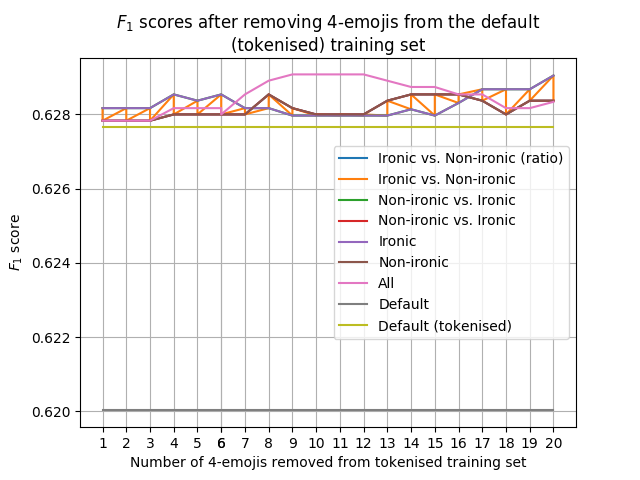 F1 scores after removing 4-emojis from the default
(tokenised) training set
F1 score
0.628
0.626
0.624
0.622
0.620
Ironic vs. Non-ironic (ratio)
Ironic vs. Non-ironic
Non-ironic vs. Ironic
Non-ironic vs. Ironic
Ironic
Non-ironic
All
Default
Default (tokenised)
1 2 3 4 5 6 7 8 9 10 11 12 13 14 15 16 17 18 19 20
Number of 4-emojis removed from tokenised training set